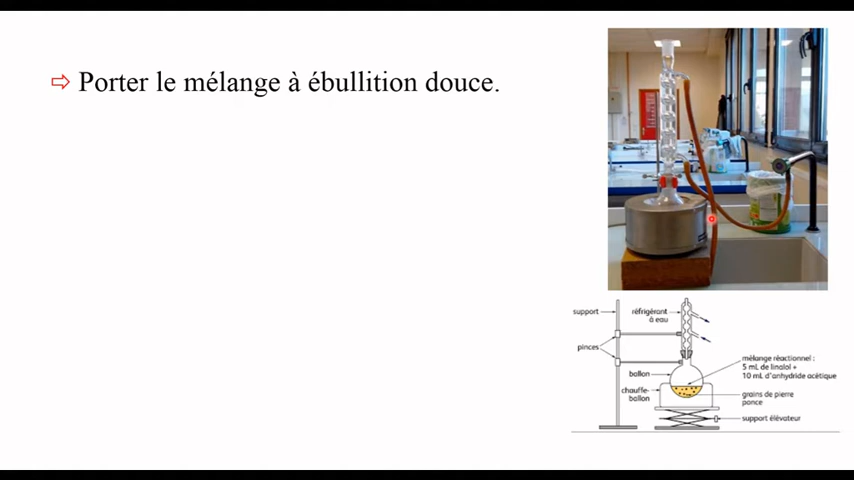 ⇨ Porter le mélange à ébullition douce.
support
réfrigérant
à eau
pinces
ballon
chauffe-
ballon
mélange réactionnel :
5 mL de linalol +
10 mL d'anhydride acétique
grains de pierre
ponce
support élévateur